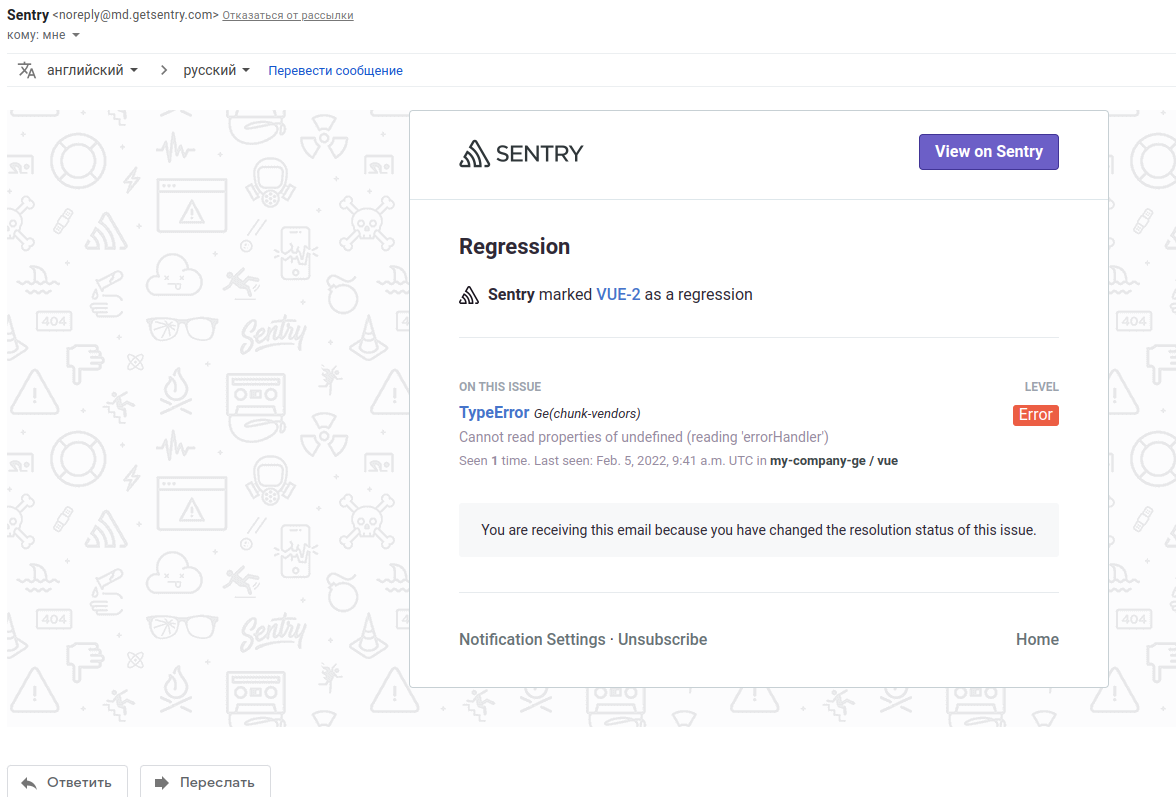 Sentry <noreply@md.getsentry.com> Отказаться от рассылки
кому: мне
английский > русский Перевести сообщение
SENTRY View on Sentry
Regression
Sentry marked VUE-2 as a regression
ON THIS ISSUE LEVEL
TypeError Ge(chunk-vendors) Error
Cannot read properties of undefined (reading 'errorHandler')
Seen 1 time. Last seen: Feb. 5, 2022, 9:41 a.m. UTC in my-company-ge / vue
You are receiving this email because you have changed the resolution status of this issue.
Notification Settings · Unsubscribe Home
404
404
Sentry
404
404
Sentry
Ответить Переслать